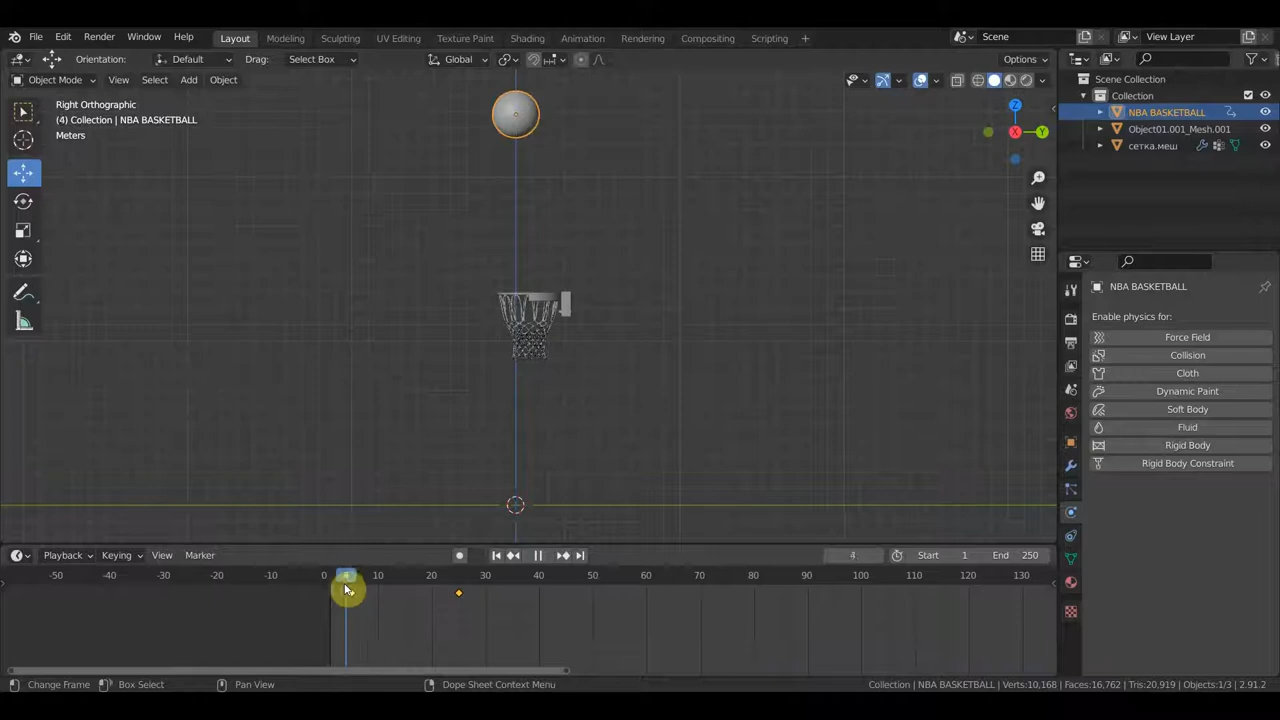 File Edit Render Window Help Layout Modeling Sculpting UV Editing Texture Paint Shading Animation Rendering Compositing Scripting + Scene View Layer
Orientation: Default Drag: Select Box Global Options
Object Mode View Select Add Object
Right Orthographic
(4) Collection | NBA BASKETBALL
Meters
Z
X
Y
Scene Collection
Collection
NBA BASKETBALL
Object01.001_Mesh.001
сетка.меш
NBA BASKETBALL
Enable physics for:
Force Field
Collision
Cloth
Dynamic Paint
Soft Body
Fluid
Rigid Body
Rigid Body Constraint
Playback Keying View Marker 4 Start 1 End 250
-50 -40 -30 -20 -10 0 4 10 20 30 40 50 60 70 80 90 100 110 120 130
Change Frame Box Select Pan View Dope Sheet Context Menu Collection | NBA BASKETBALL | Verts:10,168 | Faces:16,762 | Tris:20,919 | Objects:1/3 | 2.91.2